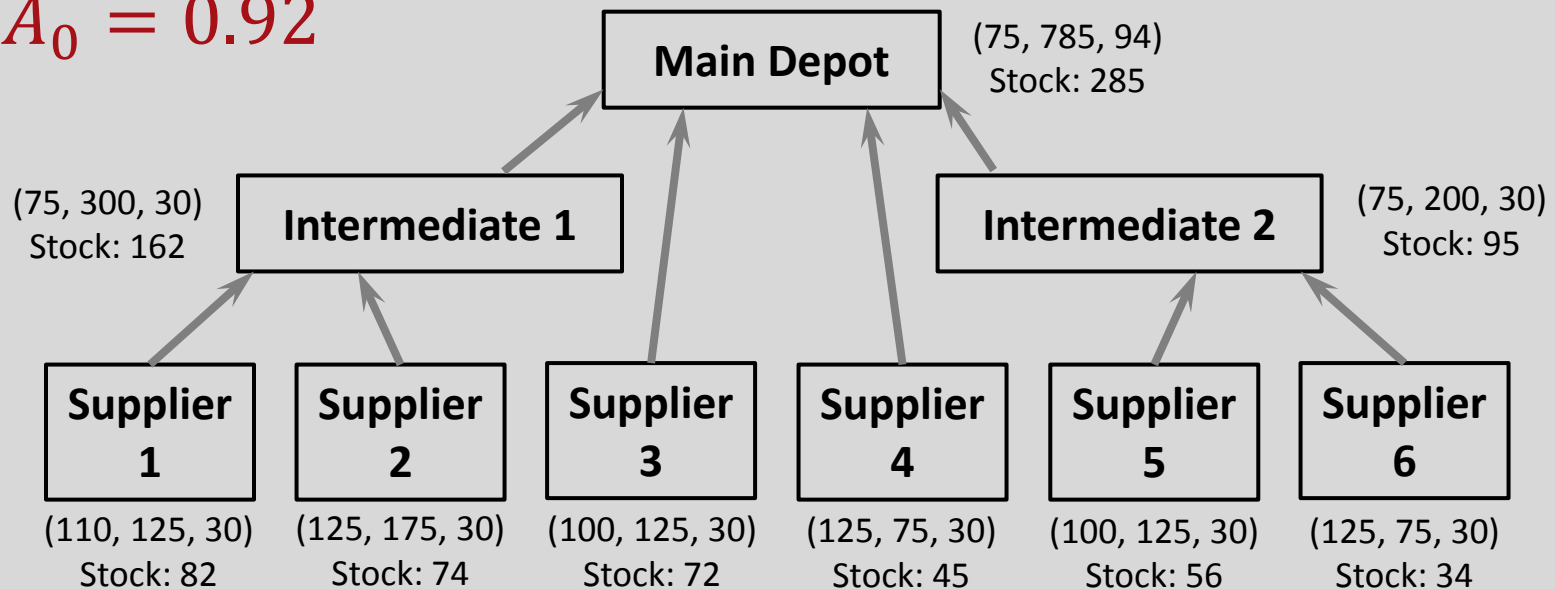 A₀ = 0.92
Main Depot
(75, 785, 94)
Stock: 285
(75, 300, 30)
Stock: 162
Intermediate 1
Intermediate 2
(75, 200, 30)
Stock: 95
Supplier
1
Supplier
2
Supplier
3
Supplier
4
Supplier
5
Supplier
6
(110, 125, 30)
Stock: 82
(125, 175, 30)
Stock: 74
(100, 125, 30)
Stock: 72
(125, 75, 30)
Stock: 45
(100, 125, 30)
Stock: 56
(125, 75, 30)
Stock: 34